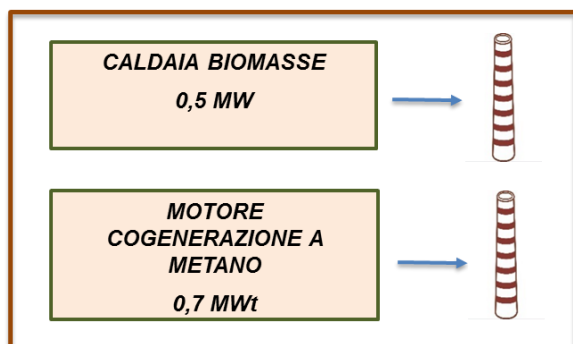 CALDAIA BIOMASSE
0,5 MW
MOTORE
COGENERAZIONE A
METANO
0,7 MWt